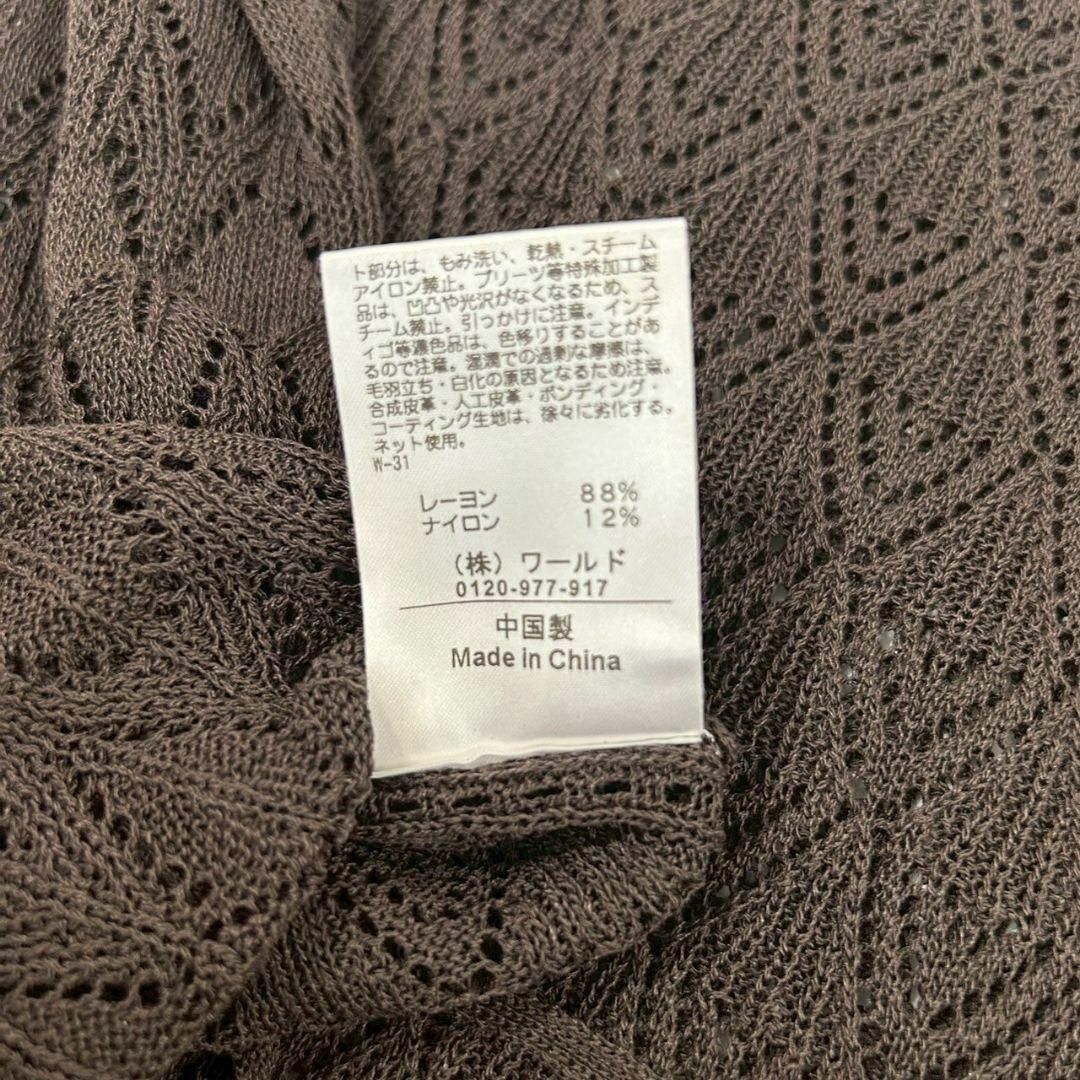 ト部分は、もみ洗い、乾熱・スチーム
アイロン禁止。プリーツ等特殊加工製
品は、凹凸や光沢がなくなるため、ス
チーム禁止。引っかけに注意。インデ
ィゴ等濃色品は、色移りすることがあ
るので注意。湿潤での過剰な摩擦は、
毛羽立ち・白化の原因となるため注意。
合成皮革・人工皮革・ボンディング・
コーティング生地は、徐々に劣化する。
ネット使用。
W-31
レーヨン 88%
ナイロン 12%
(株)ワールド
0120-977-917
中国製
Made in China